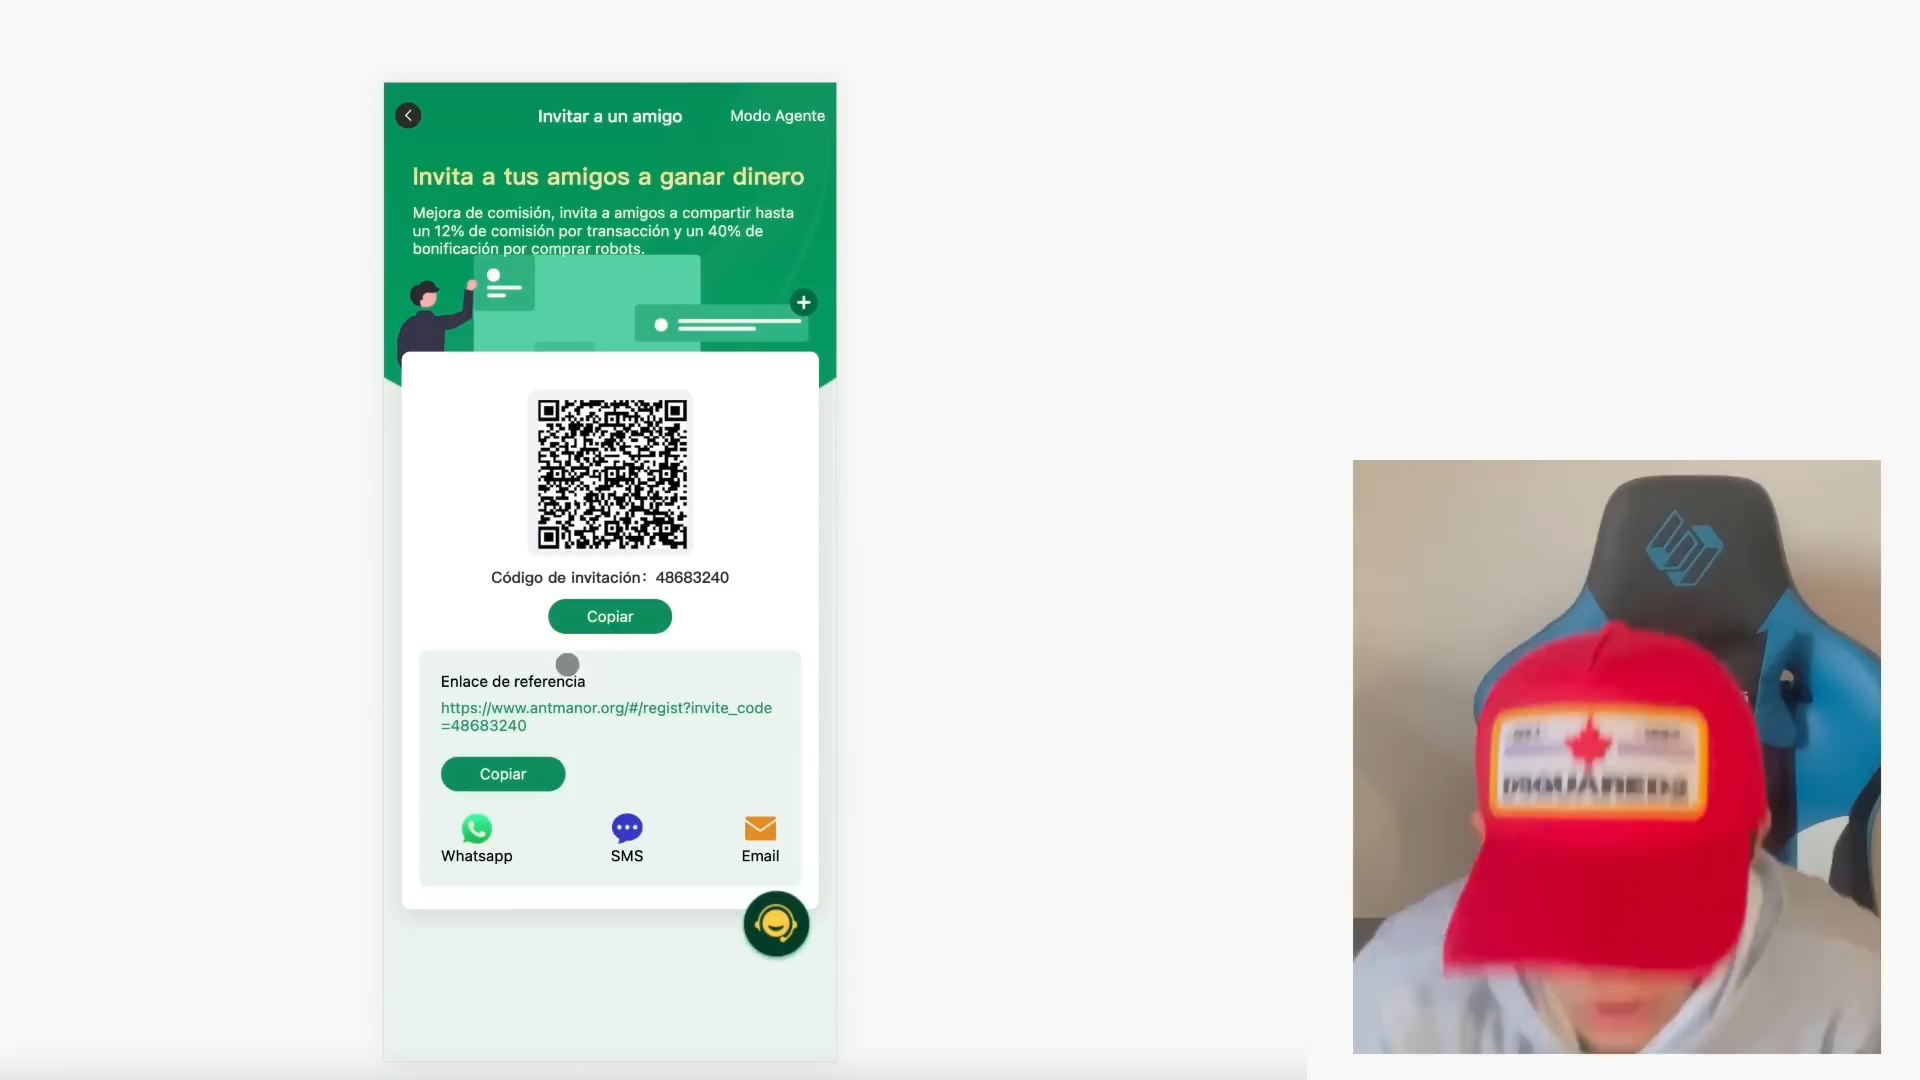 Invitar a un amigo
Modo Agente
Invita a tus amigos a ganar dinero
Mejora de comisión, invita a amigos a compartir hasta
un 12% de comisión por transacción y un 40% de
bonificación por comprar robots.
Código de invitación: 48683240
Copiar
Enlace de referencia
https://www.antmanor.org/#/regist?invite_code
=48683240
Copiar
Whatsapp
SMS
Email
DSQUARED2